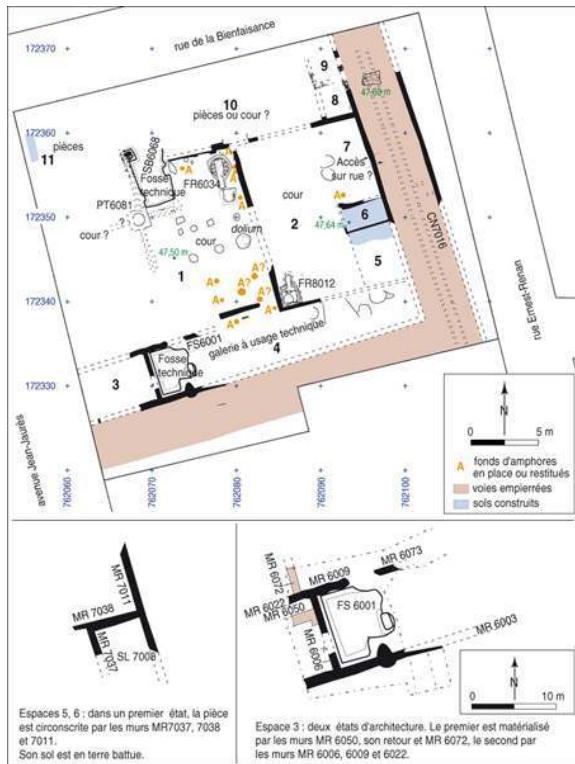 rue de la Bienfaisance
172370
172360
172350
172340
172330
762060
762070
762080
762090
762100
9
8
47,60 m
10
pièces ou cour ?
pièces
11
SB6068
Fosse
technique
FR6034
A
A
A
A
7
Accès
sur rue ?
PT6081
cour ?
cour
dolium
47,50 m
cour
2
A
6
47,64 m
5
CN7016
1
A
A?
A?
A?
A
A
A
FR8012
FS6001
galerie à usage technique
4
Fosse
technique
3
avenue Jean-Jaurès
rue Ernest-Renan
N
0 5 m
A fonds d'amphores
en place ou restitués
voies empierrées
sols construits
MR 7011
MR 7038
MR 7037
SL 7008
Espaces 5, 6 : dans un premier état, la pièce
est circonscrite par les murs MR7037, 7038
et 7011.
Son sol est en terre battue.
MR 6072
MR 6009
MR 6073
MR 6022
MR 6050
FS 6001
MR 6006
MR 6003
N
0 10 m
Espace 3 : deux états d'architecture. Le premier est matérialisé
par les murs MR 6050, son retour et MR 6072, le second par
les murs MR 6006, 6009 et 6022.